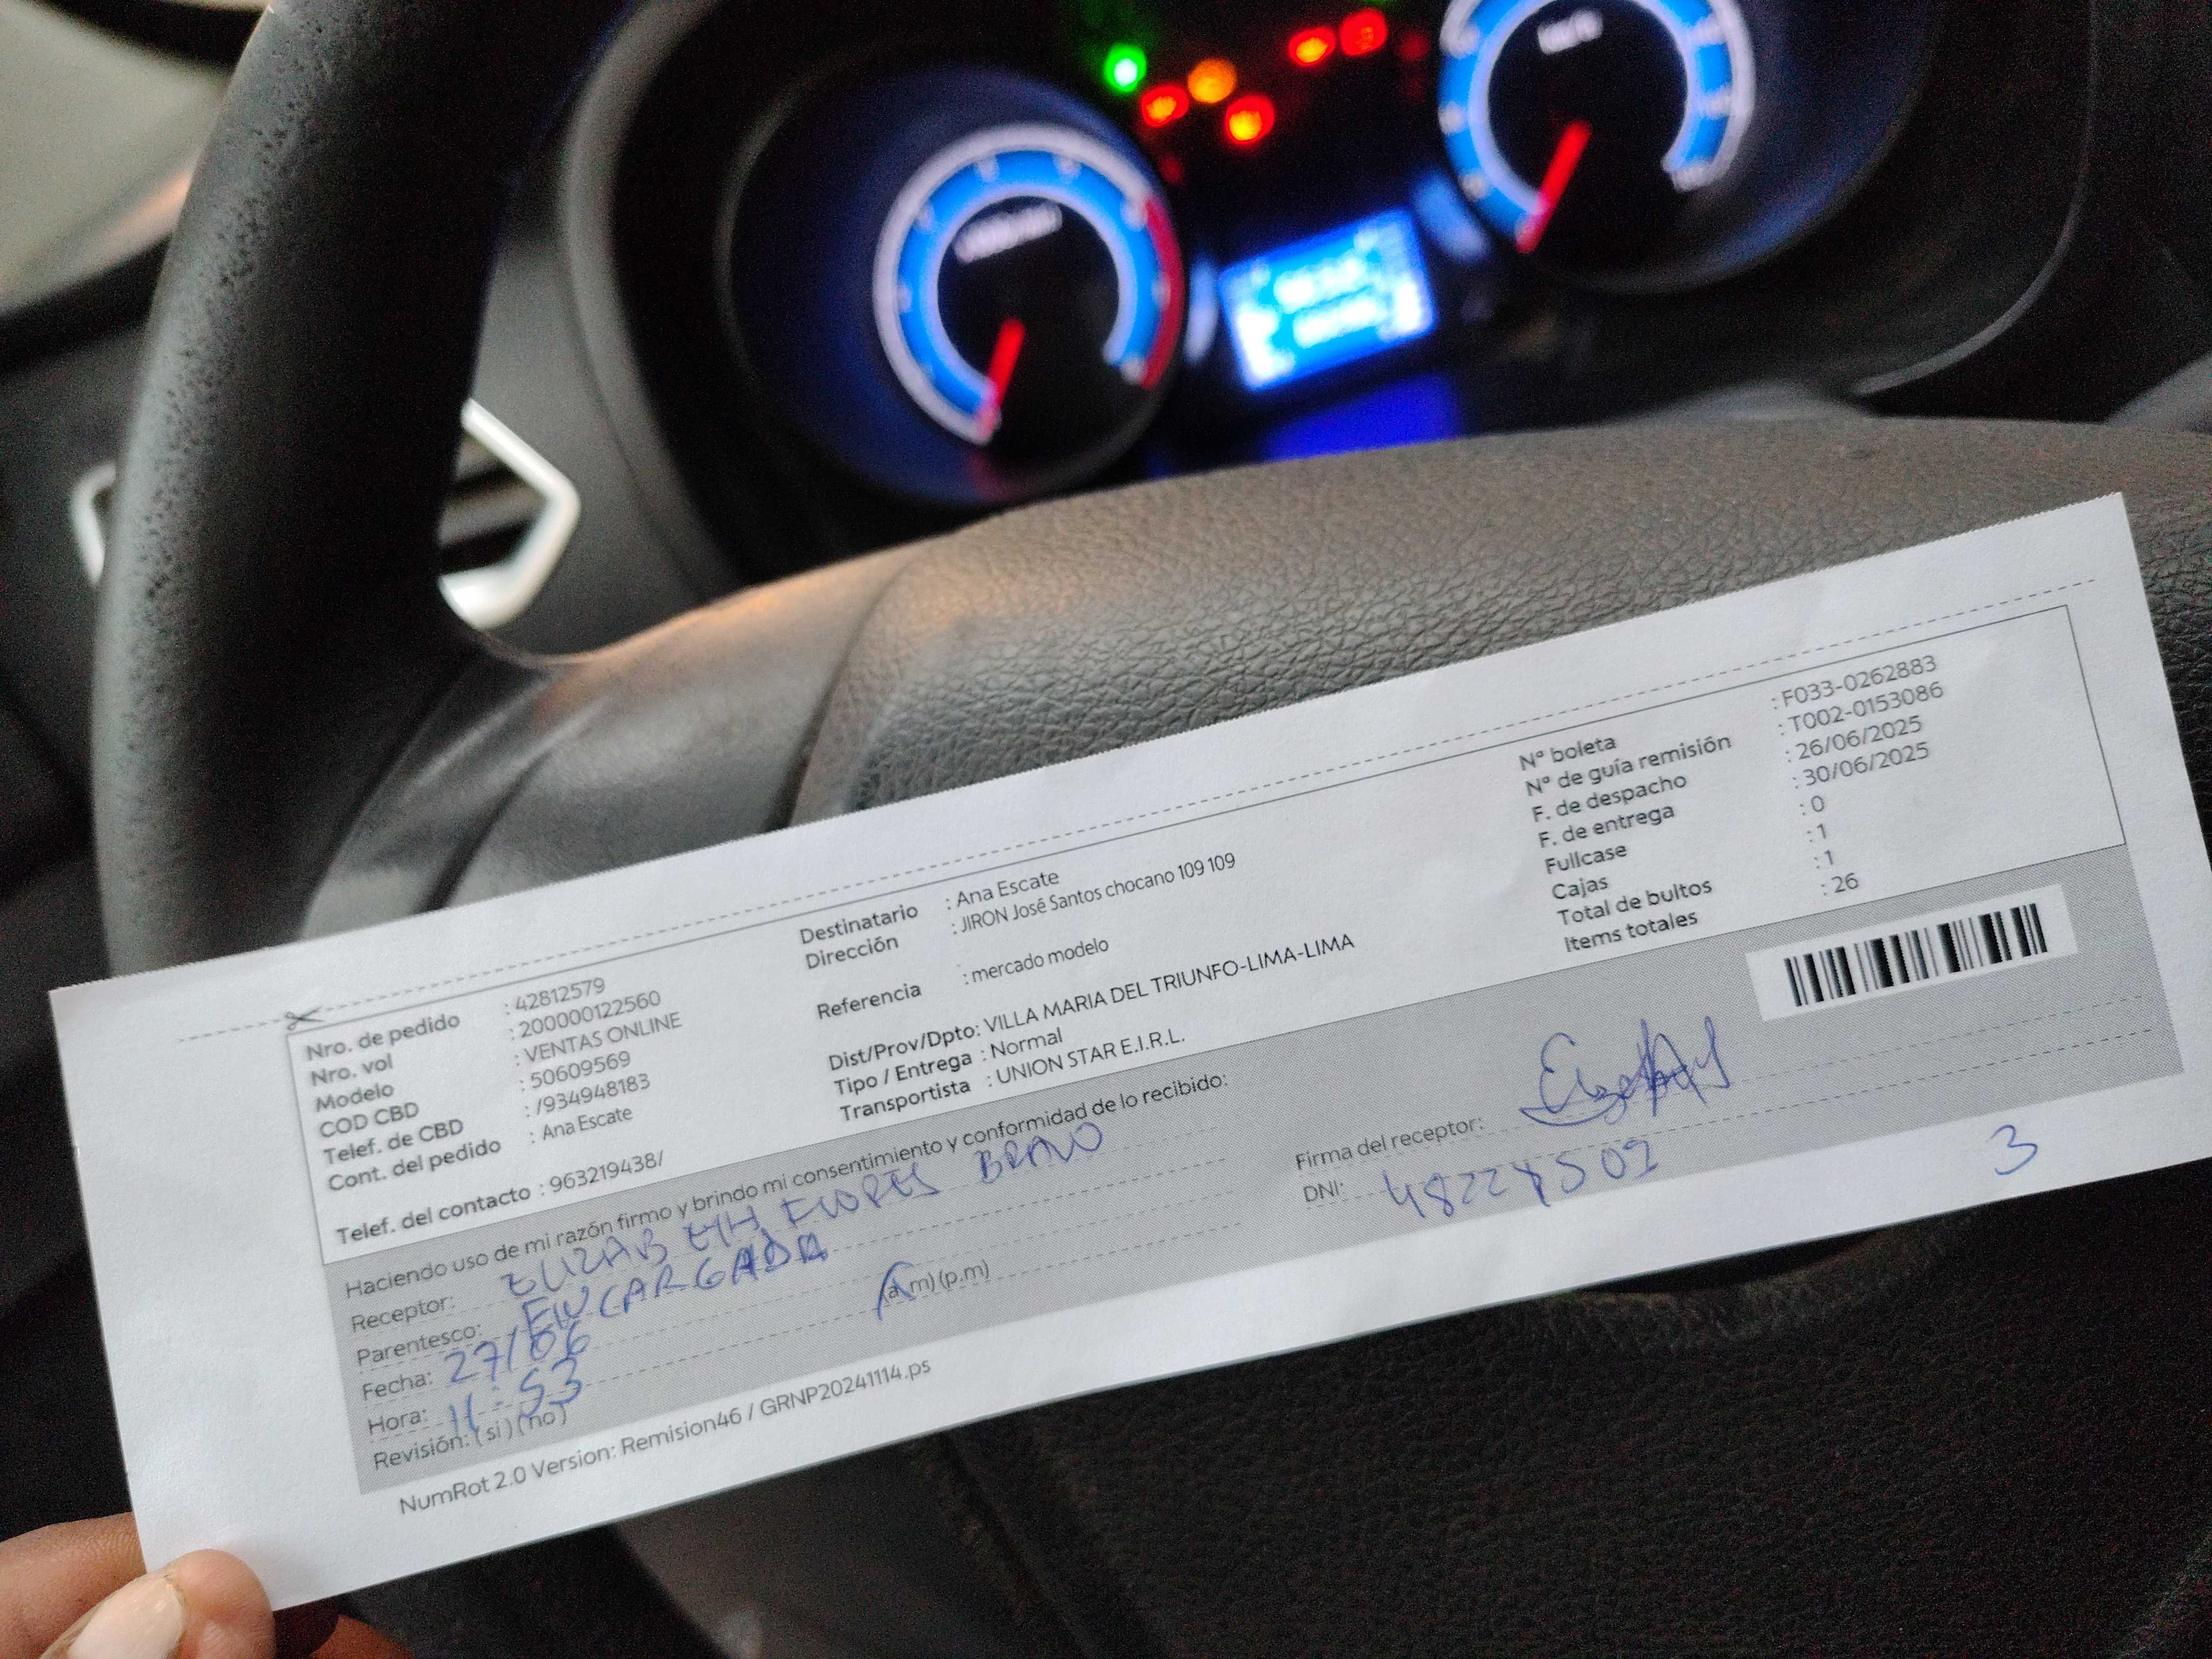 Nro. de pedido : 42812579
Nro. vol : 200000122560
Modelo : VENTAS ONLINE
COD CBD : 50609569
Telef. de CBD : /934948183
Cont. del pedido : Ana Escate
Telef. del contacto : 963219438/
Destinatario : Ana Escate
Dirección : JIRON José Santos chocano 109 109
Referencia : mercado modelo
Dist/Prov/Dpto: VILLA MARIA DEL TRIUNFO-LIMA-LIMA
Tipo / Entrega : Normal
Transportista : UNION STAR E.I.R.L.
N° boleta : F033-0262883
N° de guía remisión : T002-0153086
F. de despacho : 26/06/2025
F. de entrega : 30/06/2025
Fullcase : 0
Cajas : 1
Total de bultos : 1
Items totales : 26
Haciendo uso de mi razón firmo y brindo mi consentimiento y conformidad de lo recibido:
Receptor: ELIZABETH FLORES BRAVO
Parentesco: ENCARGADA
Fecha: 27/06
Hora: 11:53 (a.m) (p.m)
Revisión: (si) (no)
Firma del receptor:
DNI:
3
NumRot 2.0 Version: Remision46 / GRNP20241114.ps